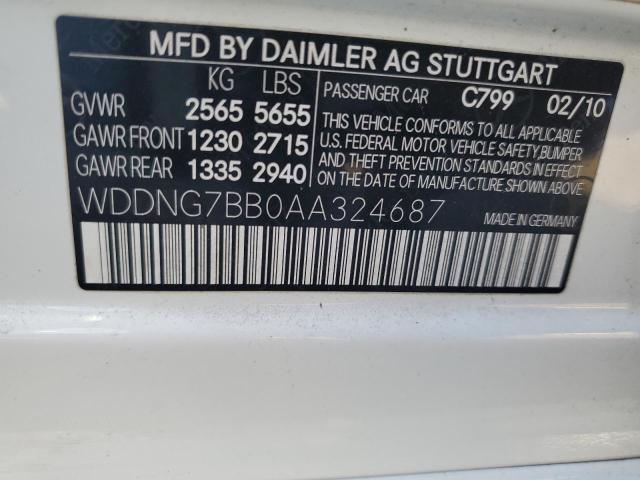 MFD BY DAIMLER AG STUTTGART
KG LBS
GVWR 2565 5655
GAWR FRONT 1230 2715
GAWR REAR 1335 2940
PASSENGER CAR C799 02/10
THIS VEHICLE CONFORMS TO ALL APPLICABLE
U.S. FEDERAL MOTOR VEHICLE SAFETY, BUMPER
AND THEFT PREVENTION STANDARDS IN EFFECT
ON THE DATE OF MANUFACTURE SHOWN ABOVE.
WDDNG7BB0AA324687
MADE IN GERMANY